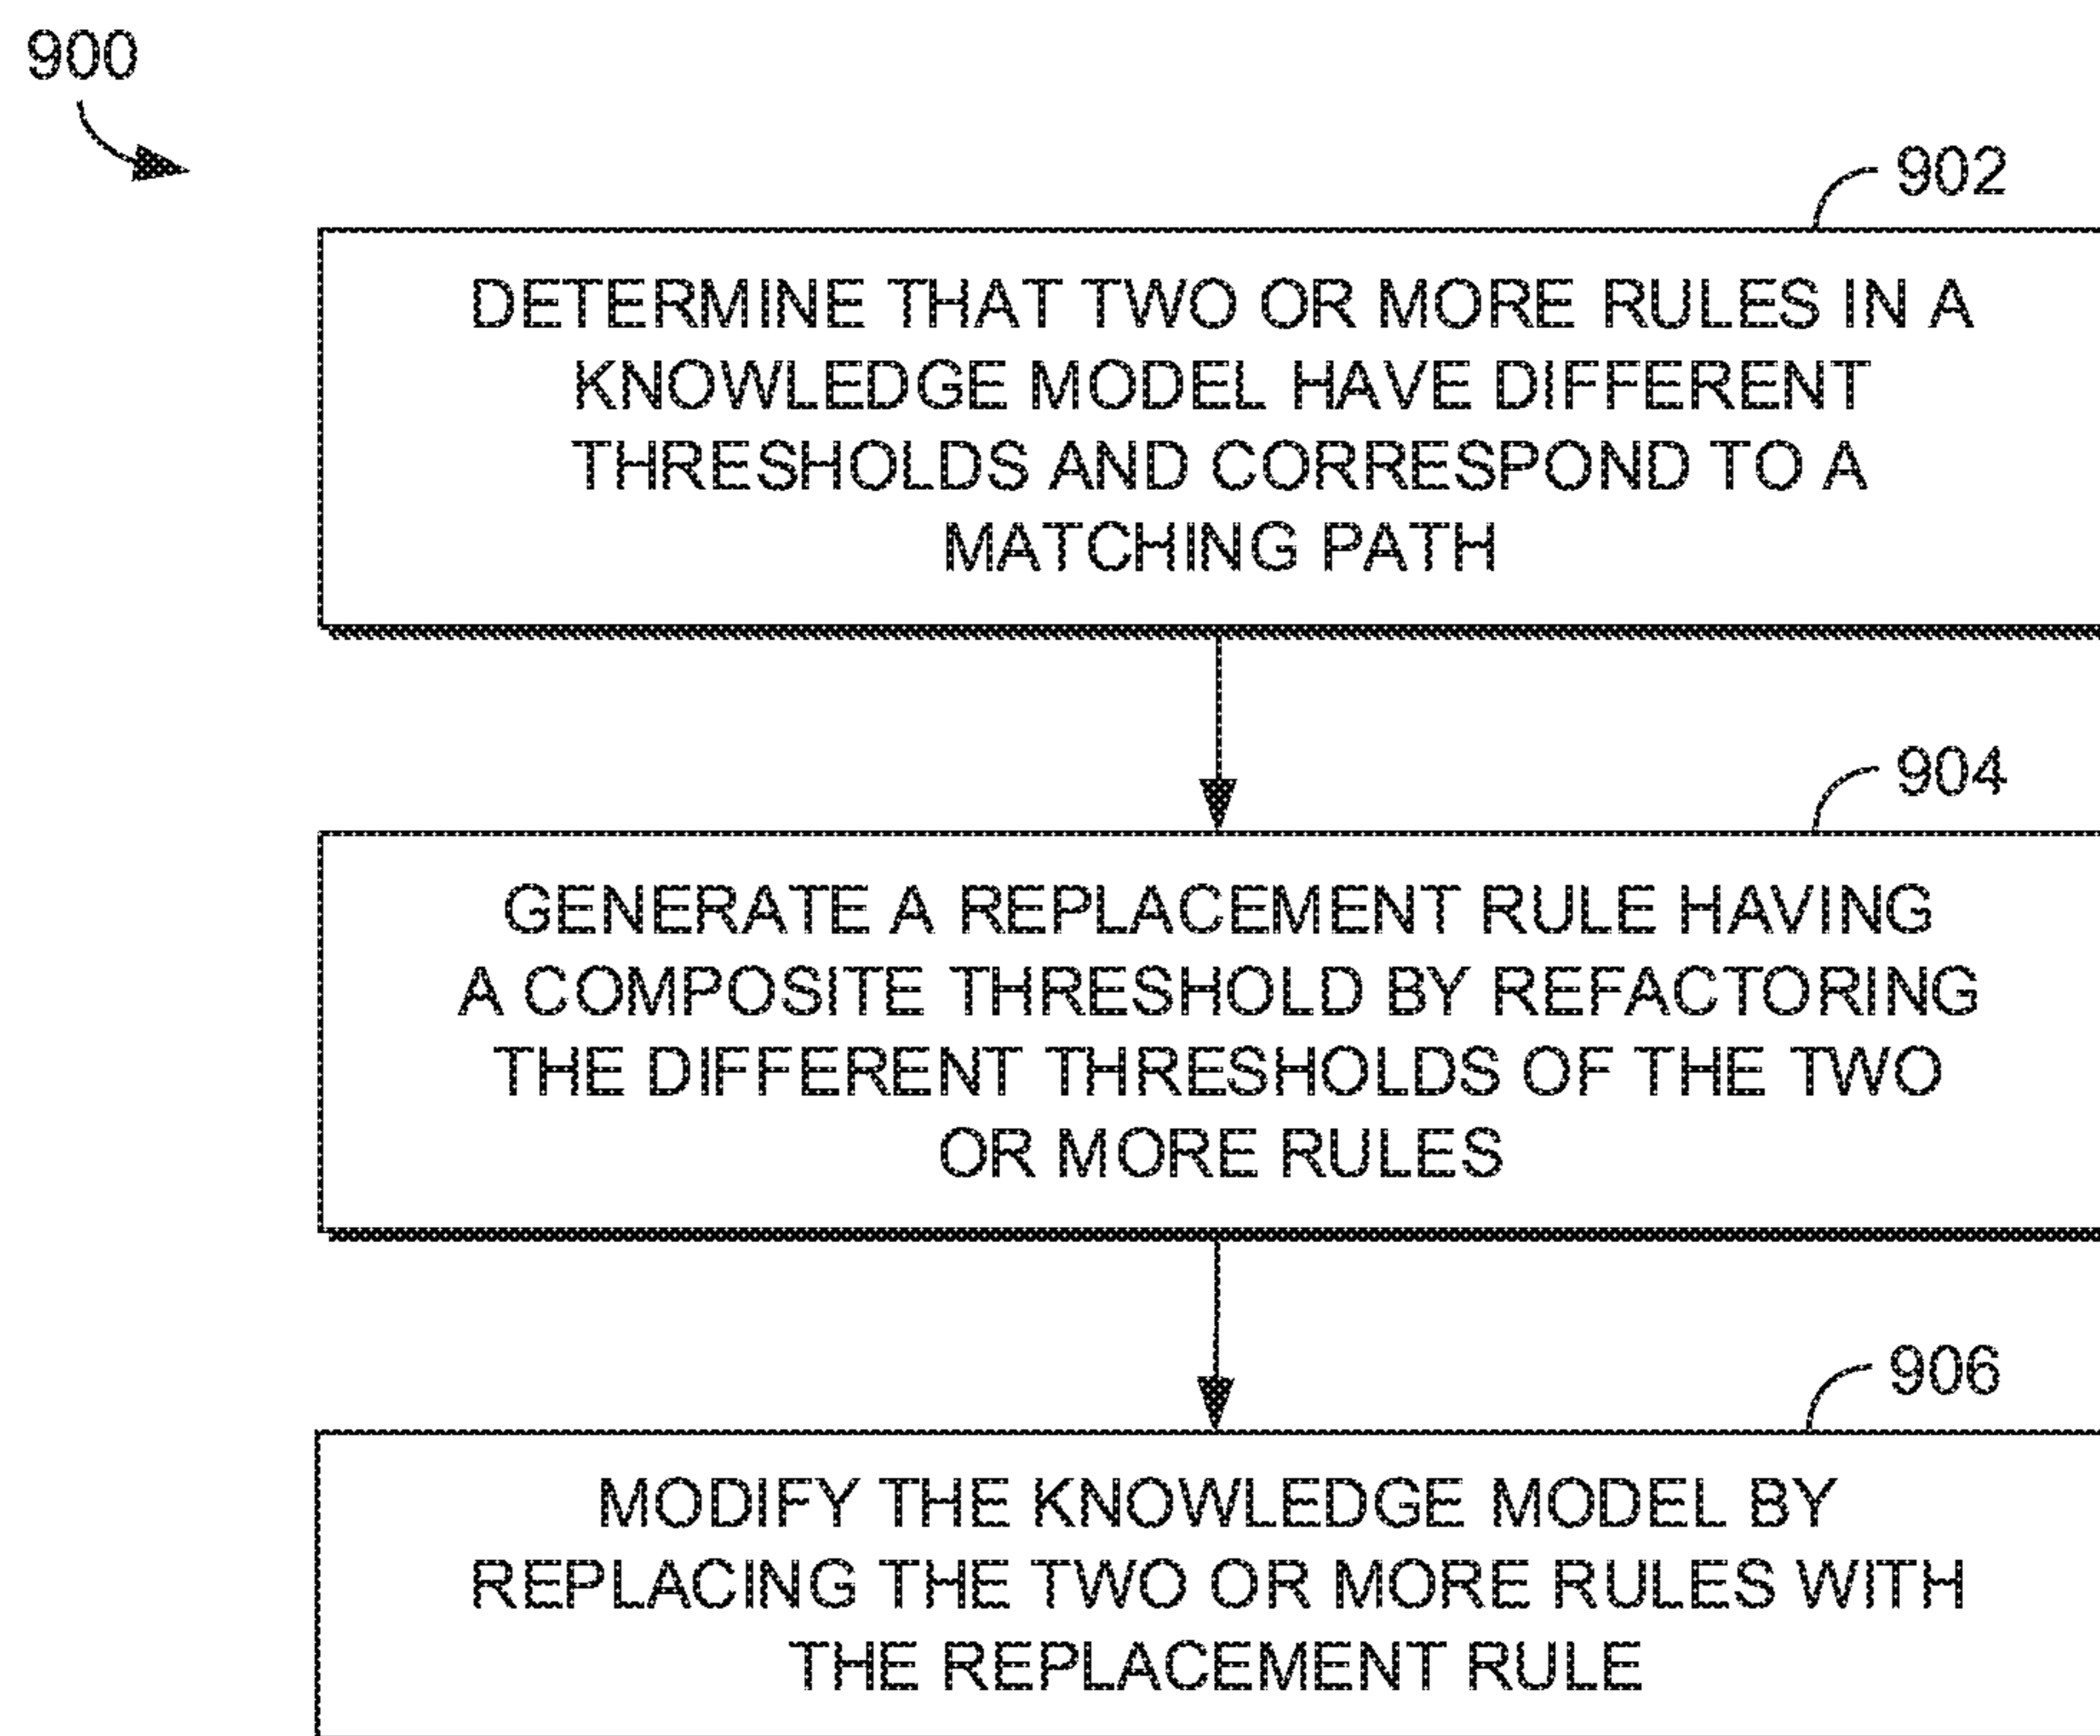 900
902
DETERMINE THAT TWO OR MORE RULES IN A
KNOWLEDGE MODEL HAVE DIFFERENT
THRESHOLDS AND CORRESPOND TO A
MATCHING PATH
904
GENERATE A REPLACEMENT RULE HAVING
A COMPOSITE THRESHOLD BY REFACTORING
THE DIFFERENT THRESHOLDS OF THE TWO
OR MORE RULES
906
MODIFY THE KNOWLEDGE MODEL BY
REPLACING THE TWO OR MORE RULES WITH
THE REPLACEMENT RULE